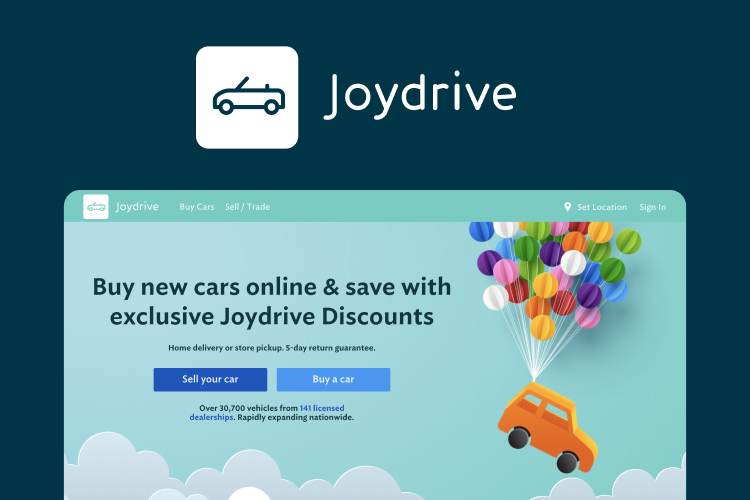 Joydrive
Joydrive Buy Cars Sell / Trade Set Location Sign In
Buy new cars online & save with
exclusive Joydrive Discounts
Home delivery or store pickup. 5-day return guarantee.
Sell your car Buy a car
Over 30,700 vehicles from 141 licensed
dealerships. Rapidly expanding nationwide.